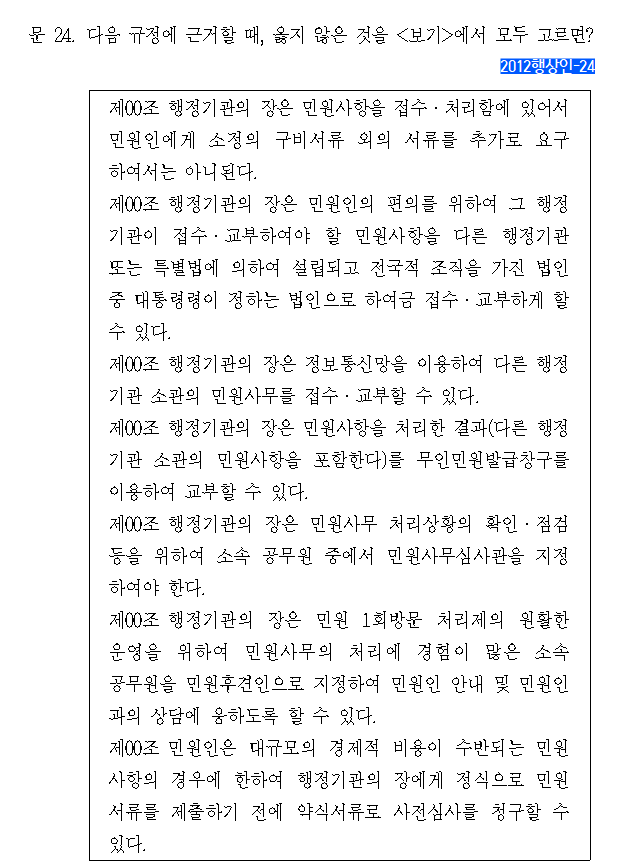 문 24. 다음 규정에 근거할 때, 옳지 않은 것을 <보기>에서 모두 고르면?
2012행상인-24
제00조 행정기관의 장은 민원사항을 접수·처리함에 있어서
민원인에게 소정의 구비서류 외의 서류를 추가로 요구
하여서는 아니된다.
제00조 행정기관의 장은 민원인의 편의를 위하여 그 행정
기관이 접수·교부하여야 할 민원사항을 다른 행정기관
또는 특별법에 의하여 설립되고 전국적 조직을 가진 법인
중 대통령령이 정하는 법인으로 하여금 접수·교부하게 할
수 있다.
제00조 행정기관의 장은 정보통신망을 이용하여 다른 행정
기관 소관의 민원사무를 접수·교부할 수 있다.
제00조 행정기관의 장은 민원사항을 처리한 결과(다른 행정
기관 소관의 민원사항을 포함한다)를 무인민원발급창구를
이용하여 교부할 수 있다.
제00조 행정기관의 장은 민원사무 처리상황의 확인·점검
등을 위하여 소속 공무원 중에서 민원사무심사관을 지정
하여야 한다.
제00조 행정기관의 장은 민원 1회방문 처리제의 원활한
운영을 위하여 민원사무의 처리에 경험이 많은 소속
공무원을 민원후견인으로 지정하여 민원인 안내 및 민원인
과의 상담에 응하도록 할 수 있다.
제00조 민원인은 대규모의 경제적 비용이 수반되는 민원
사항의 경우에 한하여 행정기관의 장에게 정식으로 민원
서류를 제출하기 전에 약식서류로 사전심사를 청구할 수
있다.